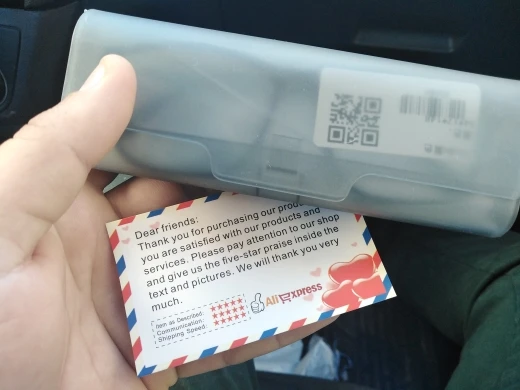 Dear friends:
Thank you for purchasing our
you are satisfied with our products and
services. Please pay attention to our shop
and give us the five-star praise inside the
text and pictures. We will thank you very
much.
Item as Described:
Communication:
Shipping Speed:
AliExpress